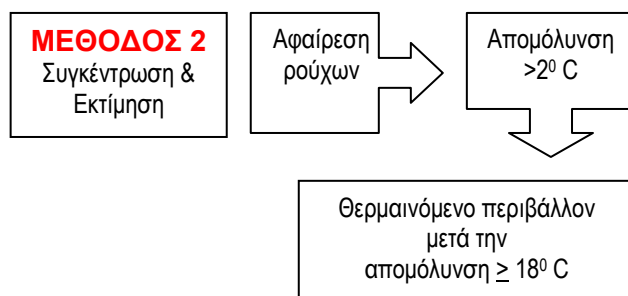 ΜΕΘΟΔΟΣ 2
Συγκέντρωση &
Εκτίμηση
Αφαίρεση
ρούχων
Απομόλυνση
>2⁰ C
Θερμαινόμενο περιβάλλον
μετά την
απομόλυνση > 18⁰ C